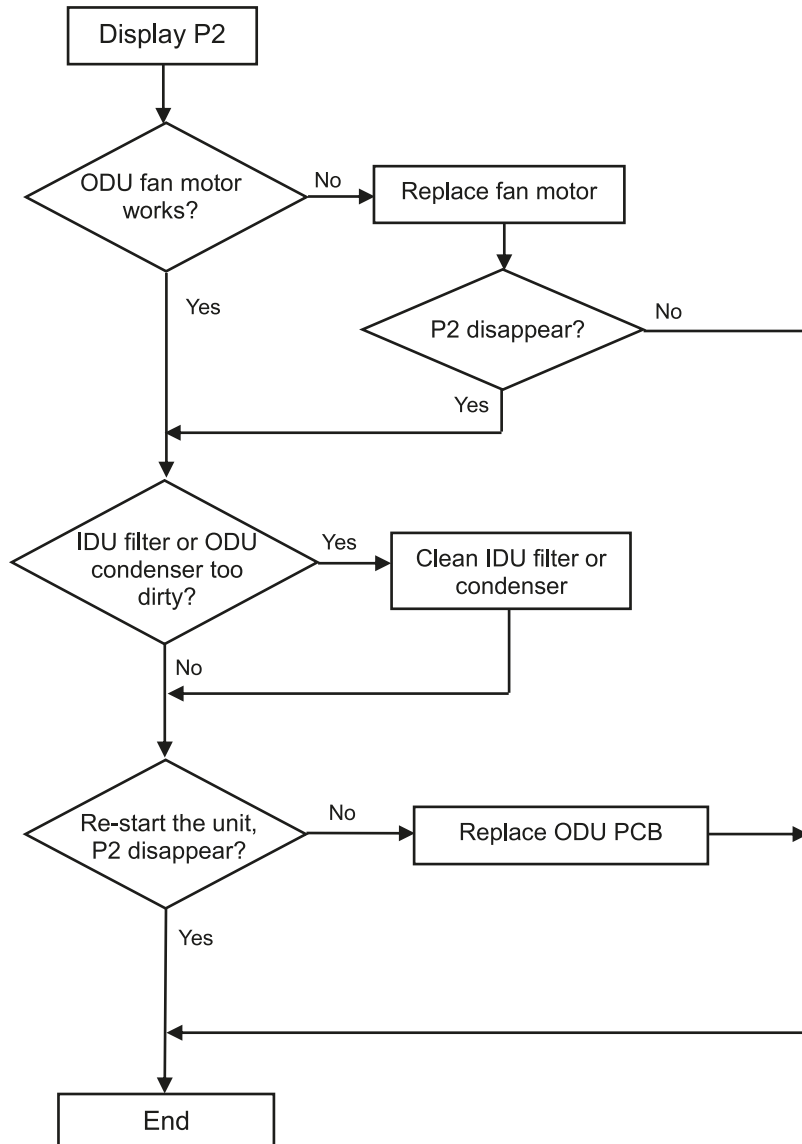 Display P2
ODU fan motor
works?
No
Replace fan motor
Yes
P2 disappear?
No
Yes
IDU filter or ODU
condenser too
dirty?
Yes
Clean IDU filter or
condenser
No
Re-start the unit,
P2 disappear?
No
Replace ODU PCB
Yes
End